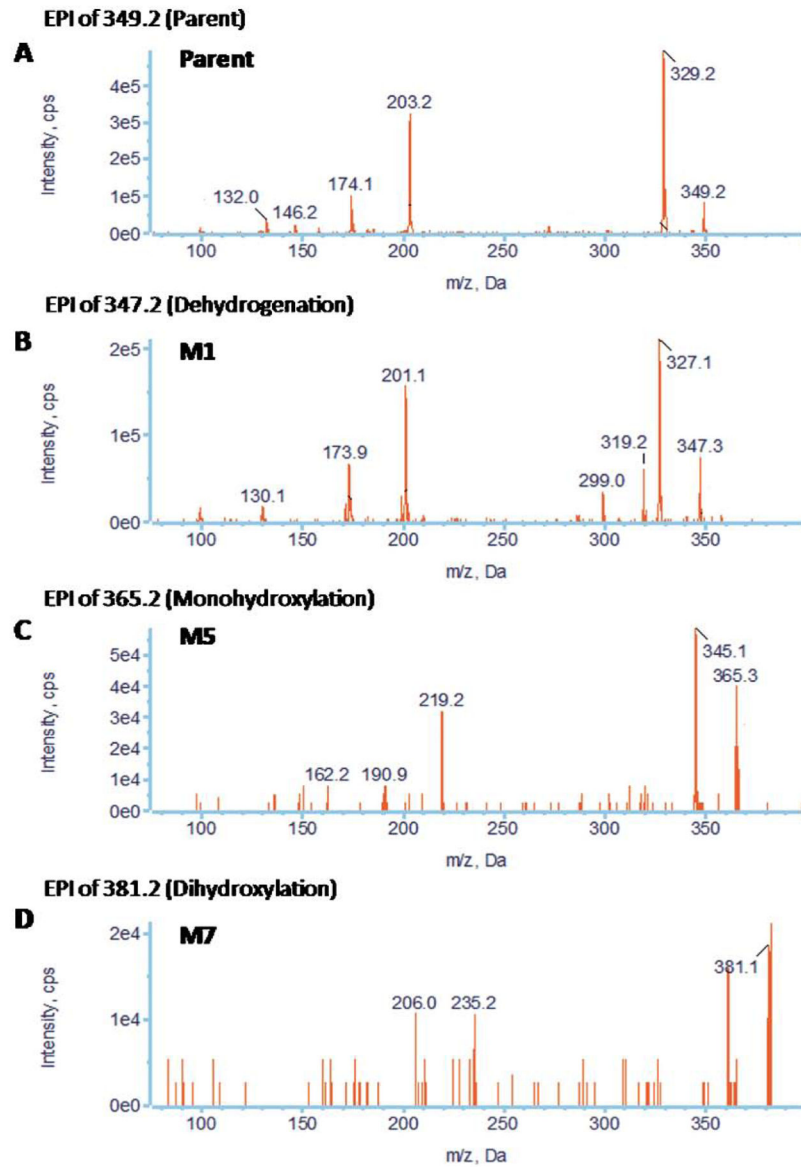 EPI of 349.2 (Parent)
A
Parent
Intensity, cps
4e5
3e5
2e5
1e5
0e0
132.0
146.2
174.1
203.2
329.2
349.2
100
150
200
250
300
350
m/z, Da
EPI of 347.2 (Dehydrogenation)
B
M1
Intensity, cps
2e5
1e5
0e0
130.1
173.9
201.1
299.0
319.2
327.1
347.3
100
150
200
250
300
350
m/z, Da
EPI of 365.2 (Monohydroxylation)
C
M5
Intensity, cps
5e4
4e4
3e4
2e4
1e4
0e0
162.2
190.9
219.2
345.1
365.3
100
150
200
250
300
350
m/z, Da
EPI of 381.2 (Dihydroxylation)
D
M7
Intensity, cps
2e4
1e4
0e0
206.0
235.2
381.1
100
150
200
250
300
350
m/z, Da